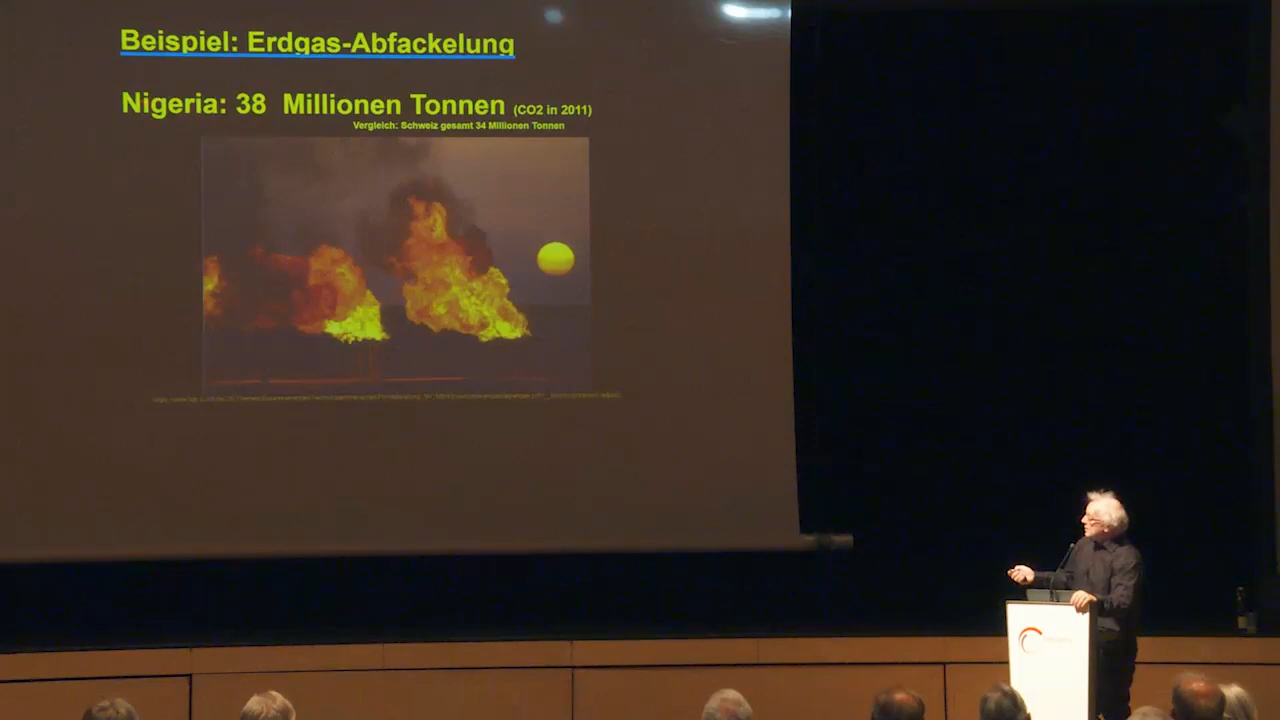 Beispiel: Erdgas-Abfackelung
Nigeria: 38 Millionen Tonnen (CO2 in 2011)
Vergleich: Schweiz gesamt 34 Millionen Tonnen